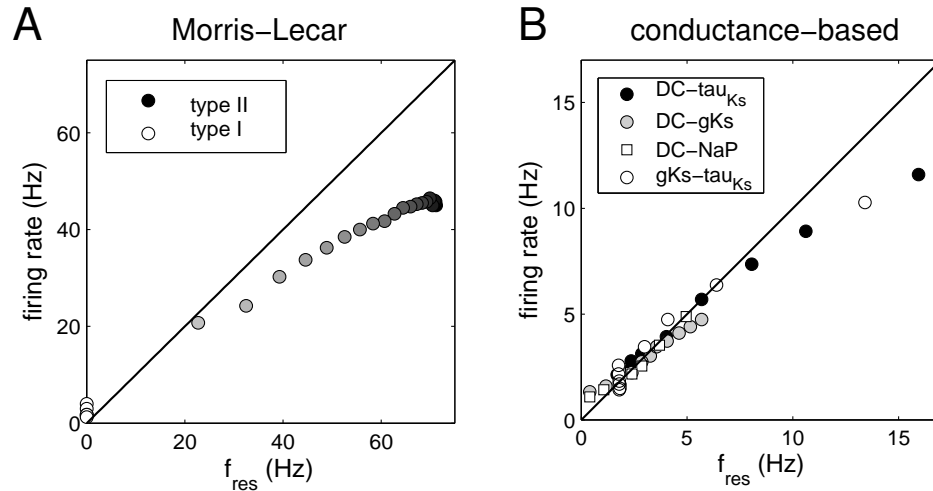 A
Morris−Lecar
type II
type I
60
40
20
0
0
20
40
60
firing rate (Hz)
f_res (Hz)
B
conductance−based
DC−tau_Ks
DC−gKs
DC−NaP
gKs−tau_Ks
15
10
5
0
0
5
10
15
firing rate (Hz)
f_res (Hz)